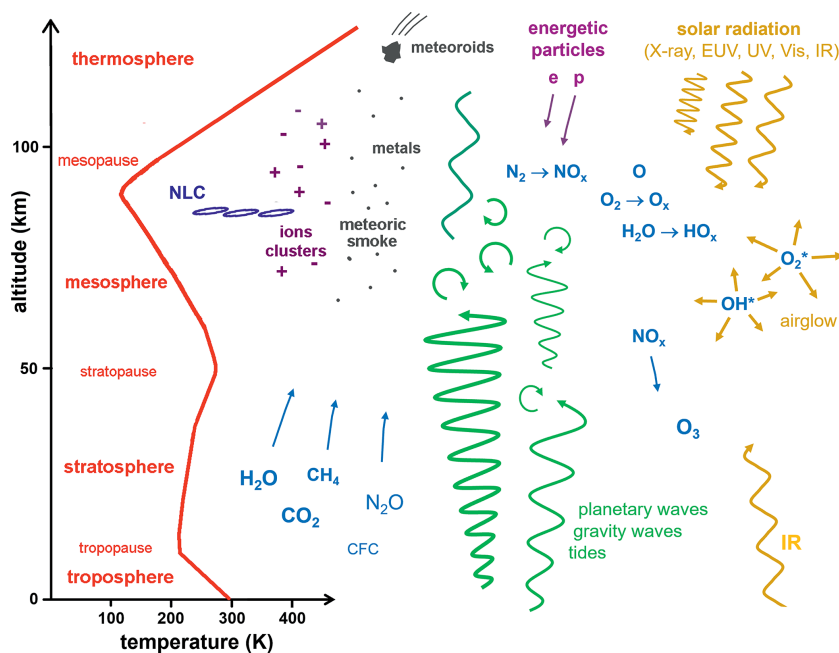 thermosphere
meteoroids
energetic
particles
e p
solar radiation
(X-ray, EUV, UV, Vis, IR)
100
mesopause
NLC
metals
- +
- +
+ -
+ -
meteoric
smoke
ions
clusters
+ -
N₂ → NOₓ
O
O₂ → Oₓ
H₂O → HOₓ
O₂*
OH*
airglow
altitude (km)
mesosphere
50
stratopause
NOₓ
O₃
stratosphere
H₂O
CH₄
CO₂
N₂O
CFC
planetary waves
gravity waves
tides
IR
tropopause
troposphere
0
100 200 300 400
temperature (K)